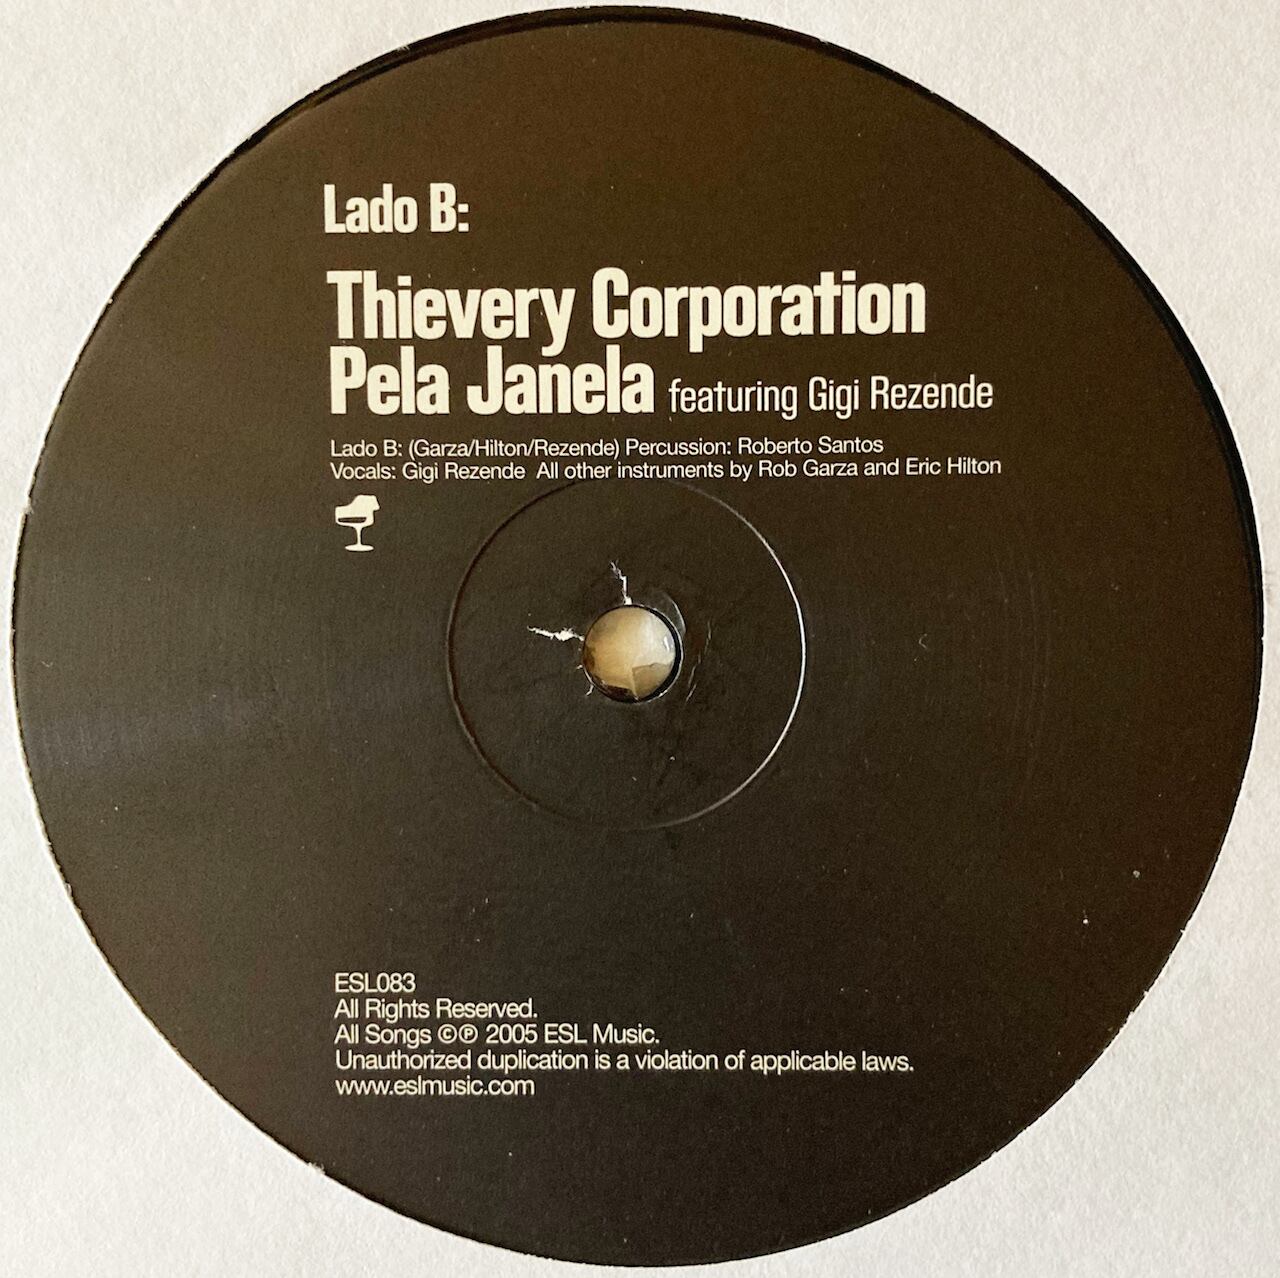 Lado B:
Thievery Corporation
Pela Janela featuring Gigi Rezende
Lado B: (Garza/Hilton/Rezende) Percussion: Roberto Santos
Vocals: Gigi Rezende All other instruments by Rob Garza and Eric Hilton
ESL083
All Rights Reserved.
All Songs ©℗ 2005 ESL Music.
Unauthorized duplication is a violation of applicable laws.
www.eslmusic.com